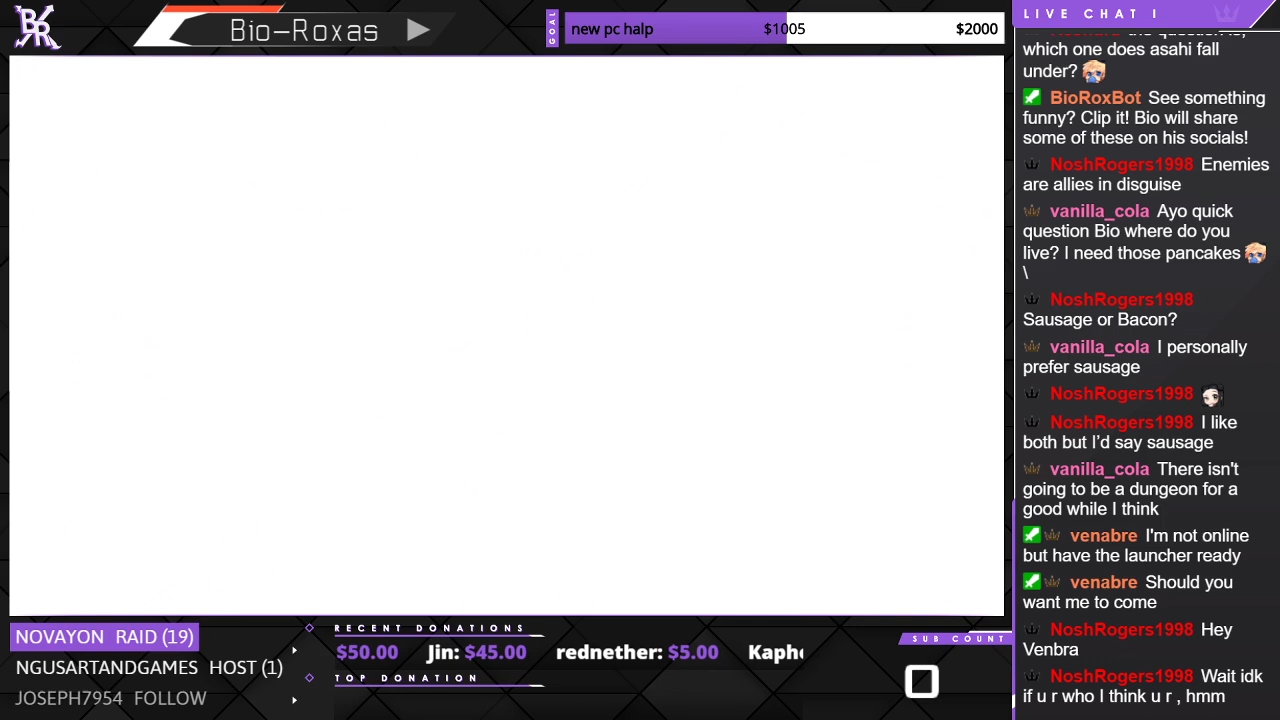 BR
Bio-Roxas
GOAL
new pc halp
$1005
$2000
LIVE CHAT
which one does asahi fall
under?
BioRoxBot See something
funny? Clip it! Bio will share
some of these on his socials!
NoshRogers1998 Enemies
are allies in disguise
vanilla_cola Ayo quick
question Bio where do you
live? I need those pancakes
\
NoshRogers1998
Sausage or Bacon?
vanilla_cola I personally
prefer sausage
NoshRogers1998
NoshRogers1998 I like
both but I’d say sausage
vanilla_cola There isn't
going to be a dungeon for a
good while I think
venabre I'm not online
but have the launcher ready
venabre Should you
want me to come
NoshRogers1998 Hey
Venbra
NoshRogers1998 Wait idk
if u r who I think u r , hmm
NOVAYON RAID (19)
NGUSARTANDGAMES HOST (1)
JOSEPH7954 FOLLOW
RECENT DONATIONS
$50.00 Jin: $45.00 rednether: $5.00 Kaph
TOP DONATION
SUB COUNT
0